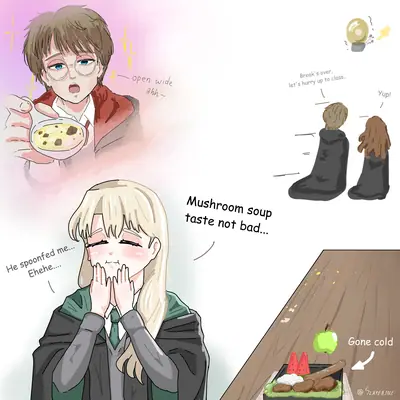 open wide
ahh~
Break's over,
let's hurry up to class..
Yup!
Mushroom soup
taste not bad...
He spoonfed me...
Ehehe....
Gone cold